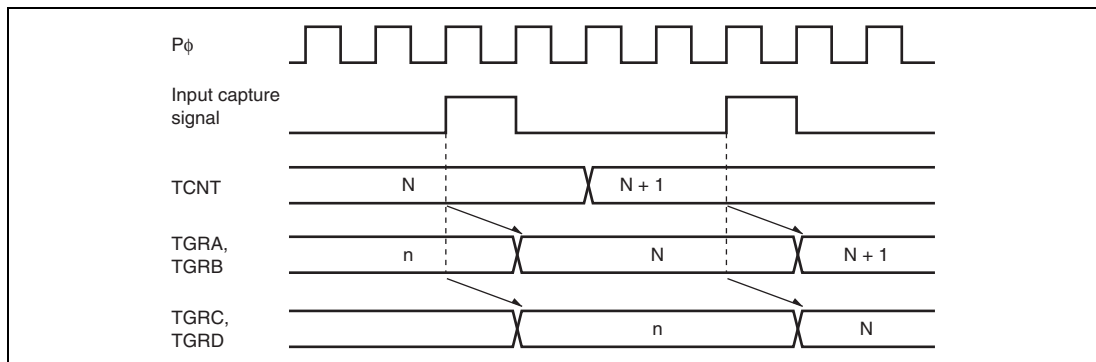 Pϕ
Input capture
signal
TCNT
N
N + 1
TGRA,
TGRB
n
N
N + 1
TGRC,
TGRD
n
N